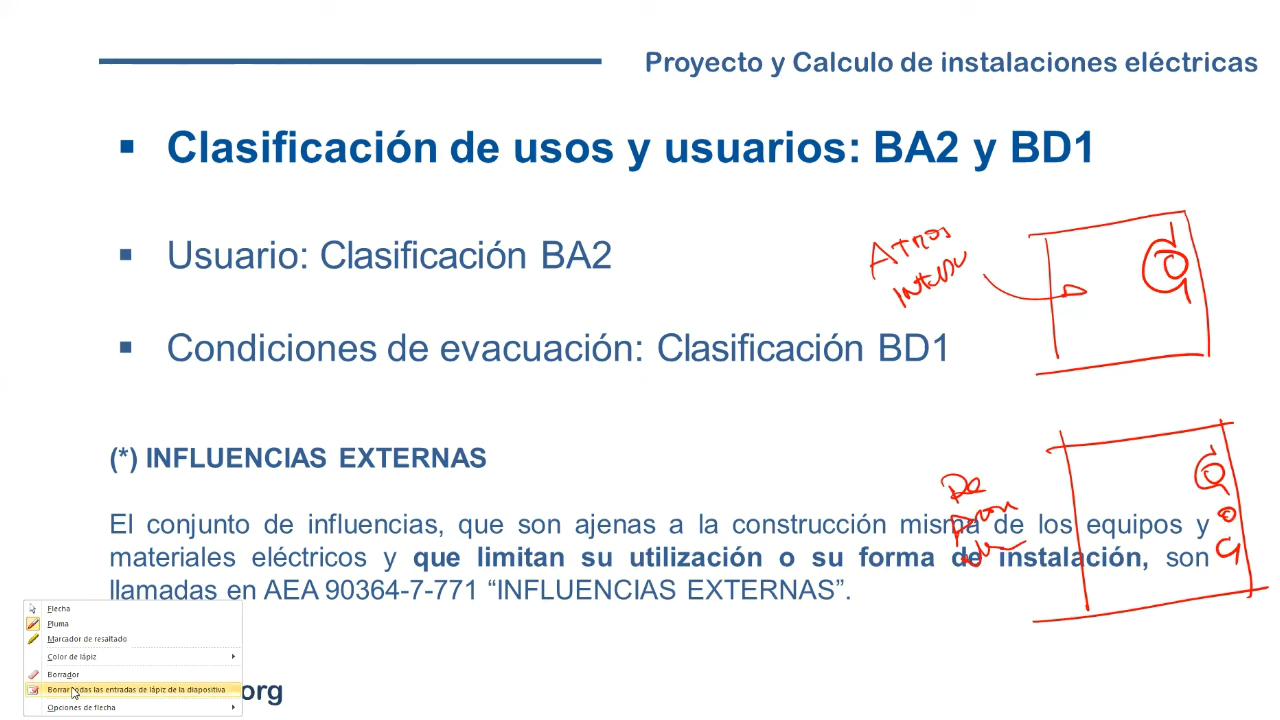 Proyecto y Calculo de instalaciones eléctricas
▪ Clasificación de usos y usuarios: BA2 y BD1
▪ Usuario: Clasificación BA2
▪ Condiciones de evacuación: Clasificación BD1
(*) INFLUENCIAS EXTERNAS
El conjunto de influencias, que son ajenas a la construcción misma de los equipos y
materiales eléctricos y que limitan su utilización o su forma de instalación, son
llamadas en AEA 90364-7-771 “INFLUENCIAS EXTERNAS”.
Flecha
Pluma
Marcador de resaltado
Color de lápiz
Borrador
Borrar todas las entradas de lápiz de la diapositiva
Opciones de flecha
org